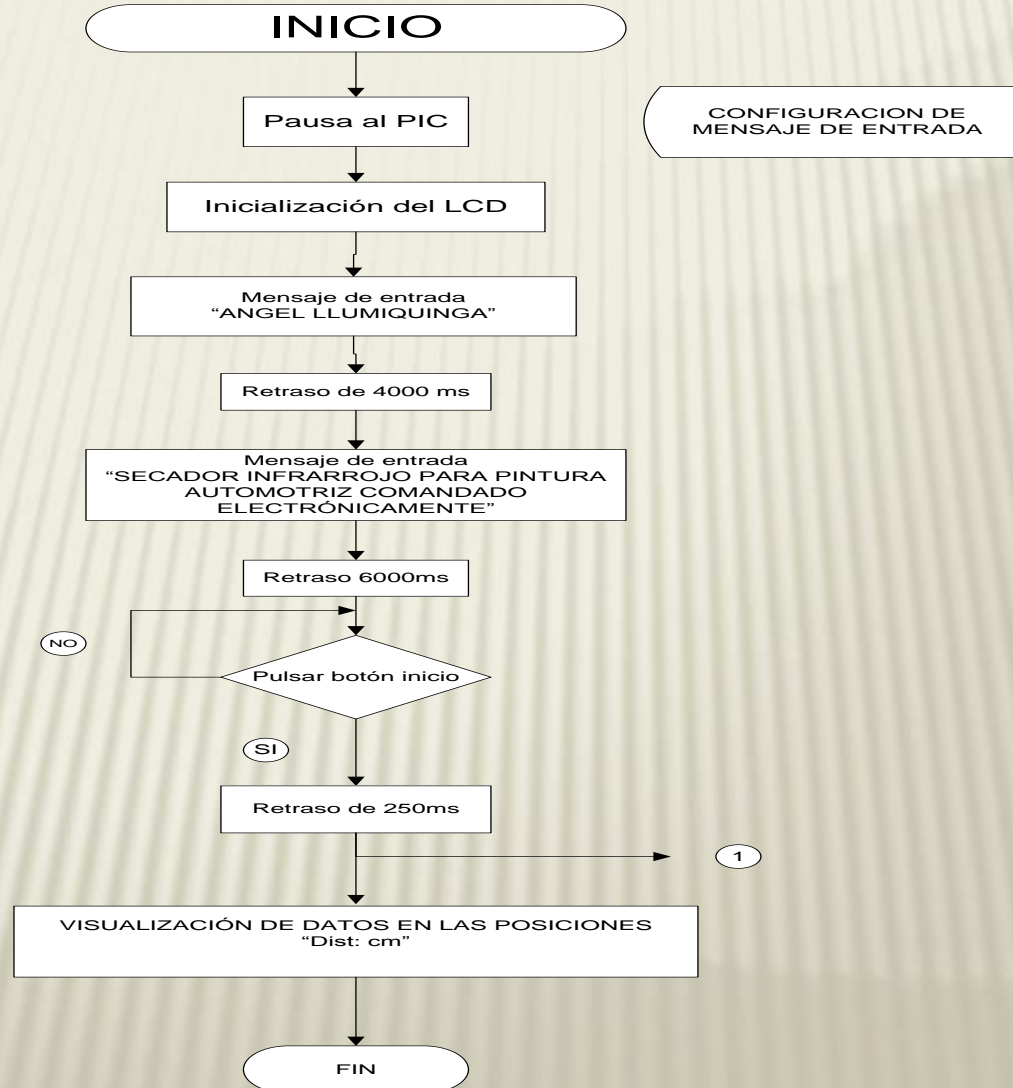 INICIO
Pausa al PIC
CONFIGURACION DE
MENSAJE DE ENTRADA
Inicialización del LCD
Mensaje de entrada
“ANGEL LLUMIQUINGA”
Retraso de 4000 ms
Mensaje de entrada
“SECADOR INFRARROJO PARA PINTURA
AUTOMOTRIZ COMANDADO
ELECTRÓNICAMENTE”
Retraso 6000ms
NO
Pulsar botón inicio
SI
Retraso de 250ms
1
VISUALIZACIÓN DE DATOS EN LAS POSICIONES
“Dist: cm”
FIN